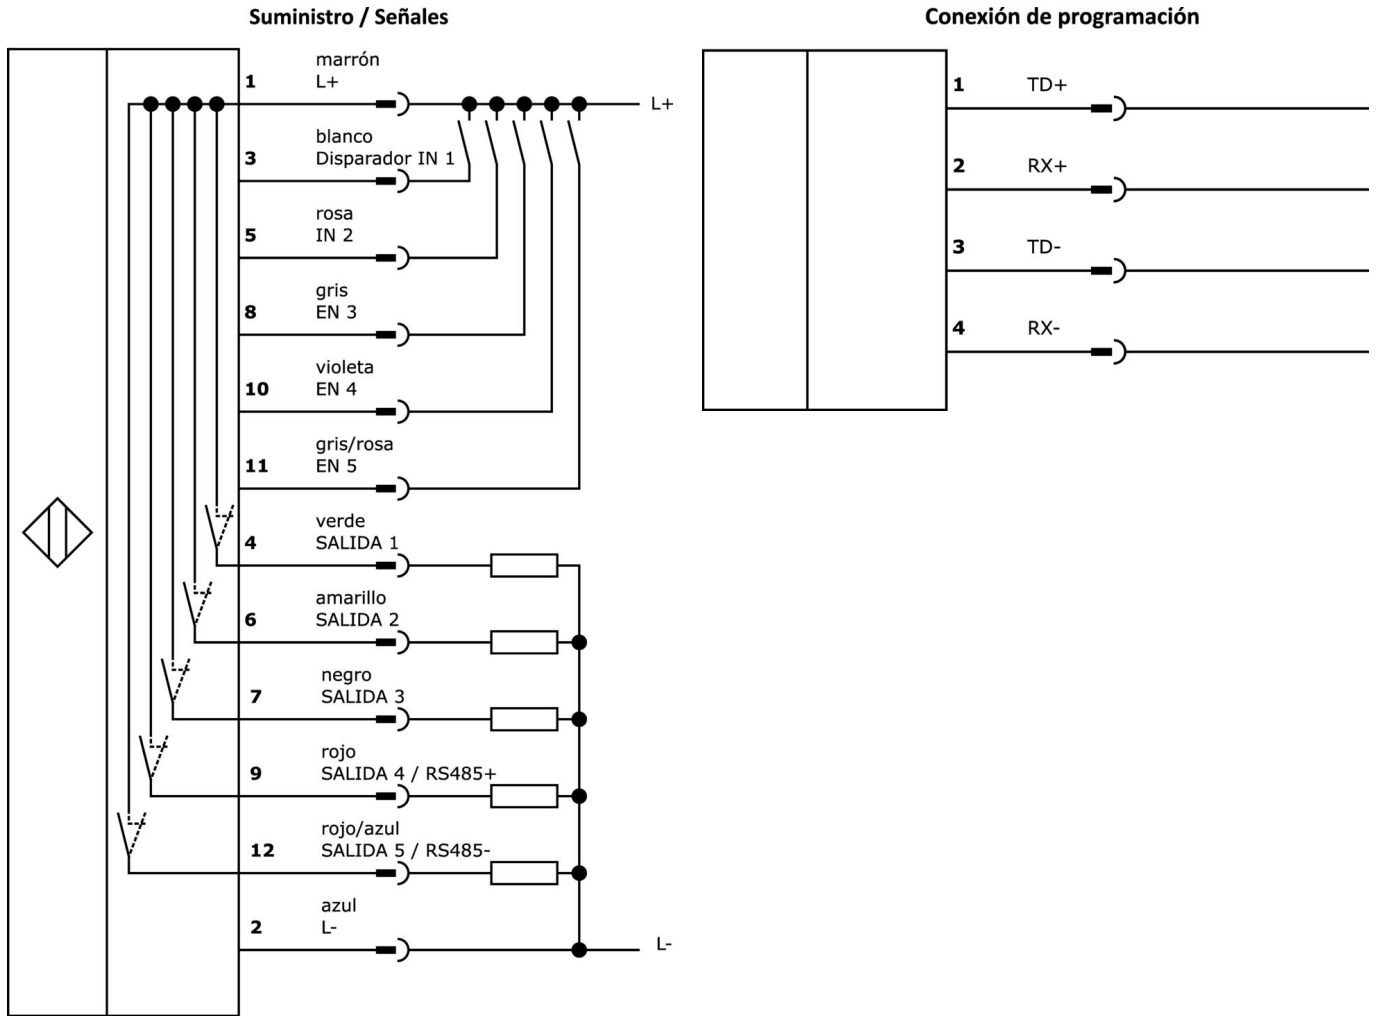 Suministro / Señales
marrón
1 L+
L+
blanco
3 Disparador IN 1
rosa
5 IN 2
gris
8 EN 3
violeta
10 EN 4
gris/rosa
11 EN 5
verde
4 SALIDA 1
amarillo
6 SALIDA 2
negro
7 SALIDA 3
rojo
9 SALIDA 4 / RS485+
rojo/azul
12 SALIDA 5 / RS485-
azul
2 L-
L-
Conexión de programación
1 TD+
2 RX+
3 TD-
4 RX-